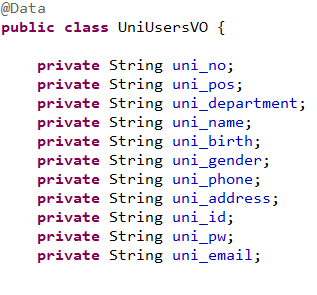 @Data
public class UniUsersVO {
private String uni_no;
private String uni_pos;
private String uni_department;
private String uni_name;
private String uni_birth;
private String uni_gender;
private String uni_phone;
private String uni_address;
private String uni_id;
private String uni_pw;
private String uni_email;